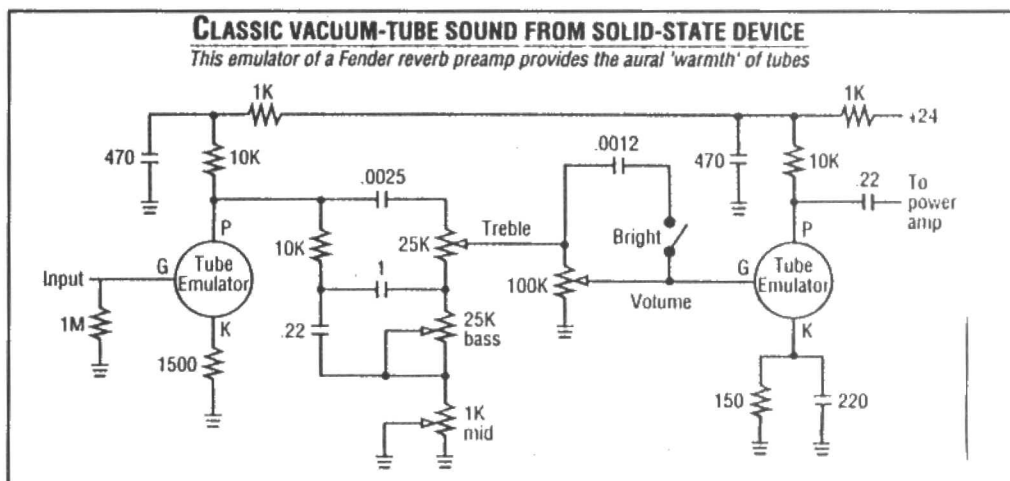 CLASSIC VACUUM-TUBE SOUND FROM SOLID-STATE DEVICE
This emulator of a Fender reverb preamp provides the aural 'warmth' of tubes
1K
1K
+24
470
10K
.0025
.0012
470
10K
.22
To
power
amp
P
10K
25K
Treble
Bright
P
Input
G
Tube
Emulator
1
100K
Volume
G
Tube
Emulator
1M
K
.22
25K
bass
K
1500
1K
mid
150
220